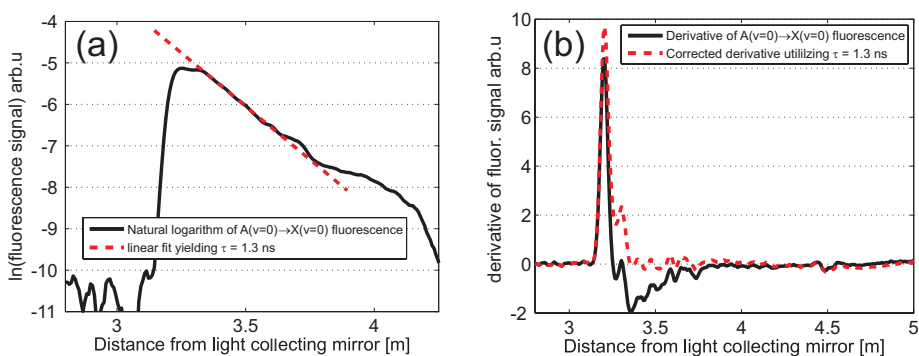 (a)
ln(fluorescence signal) arb.u
-4
-5
-6
-7
-8
-9
-10
-11
Natural logarithm of A(v=0)→X(v=0) fluorescence
linear fit yielding τ = 1.3 ns
3
3.5
4
Distance from light collecting mirror [m]
(b)
derivative of fluor. signal arb.u
10
8
6
4
2
0
-2
Derivative of A(v=0)→X(v=0) fluorescence
Corrected derivative utililzing τ = 1.3 ns
3
3.5
4
4.5
5
Distance from light collecting mirror [m]